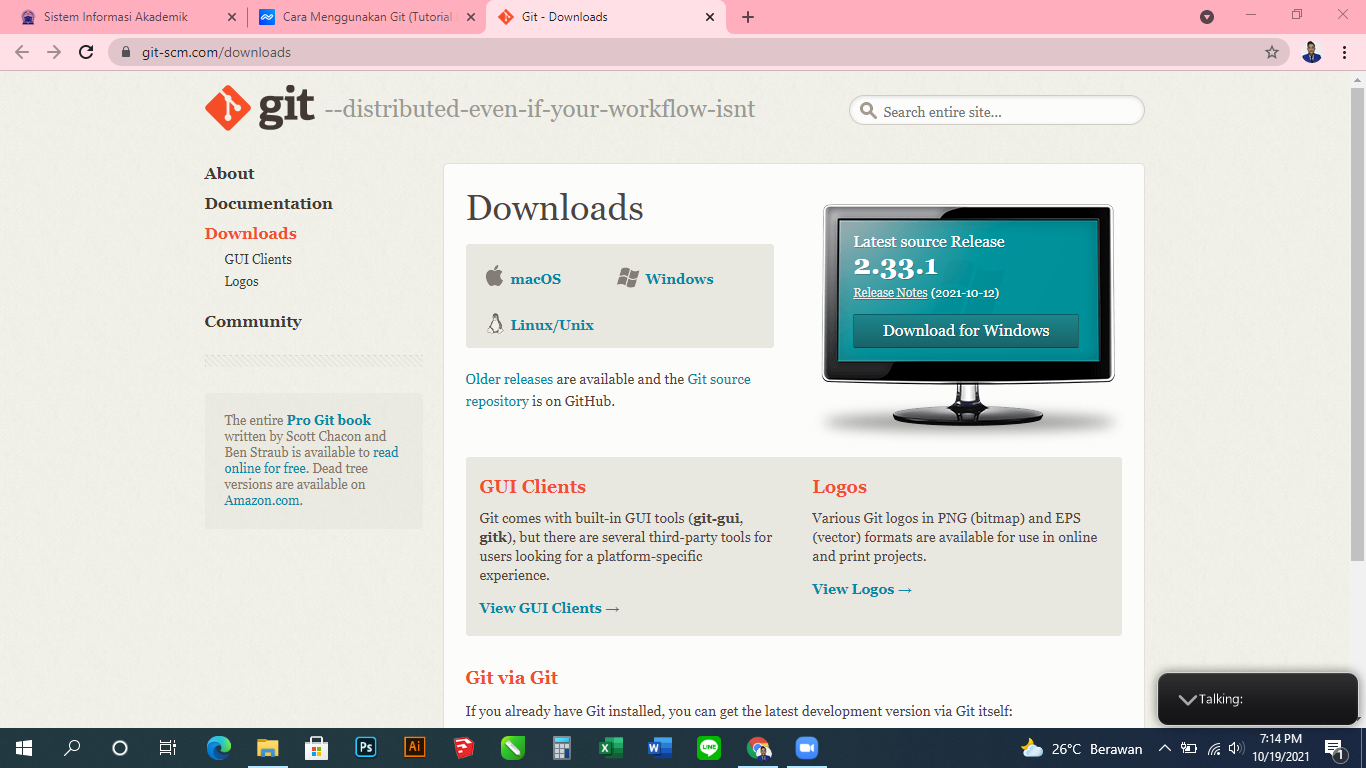 Sistem Informasi Akademik
Cara Menggunakan Git (Tutorial
Git - Downloads
git-scm.com/downloads
git --distributed-even-if-your-workflow-isnt
Search entire site...
About
Documentation
Downloads
GUI Clients
Logos
Community
The entire Pro Git book
written by Scott Chacon and
Ben Straub is available to read
online for free. Dead tree
versions are available on
Amazon.com.
Downloads
macOS
Windows
Linux/Unix
Older releases are available and the Git source
repository is on GitHub.
Latest source Release
2.33.1
Release Notes (2021-10-12)
Download for Windows
GUI Clients
Git comes with built-in GUI tools (git-gui,
gitk), but there are several third-party tools for
users looking for a platform-specific
experience.
View GUI Clients →
Logos
Various Git logos in PNG (bitmap) and EPS
(vector) formats are available for use in online
and print projects.
View Logos →
Git via Git
If you already have Git installed, you can get the latest development version via Git itself:
Talking:
Ps
Ai
LINE
26°C Berawan
7:14 PM
10/19/2021
1